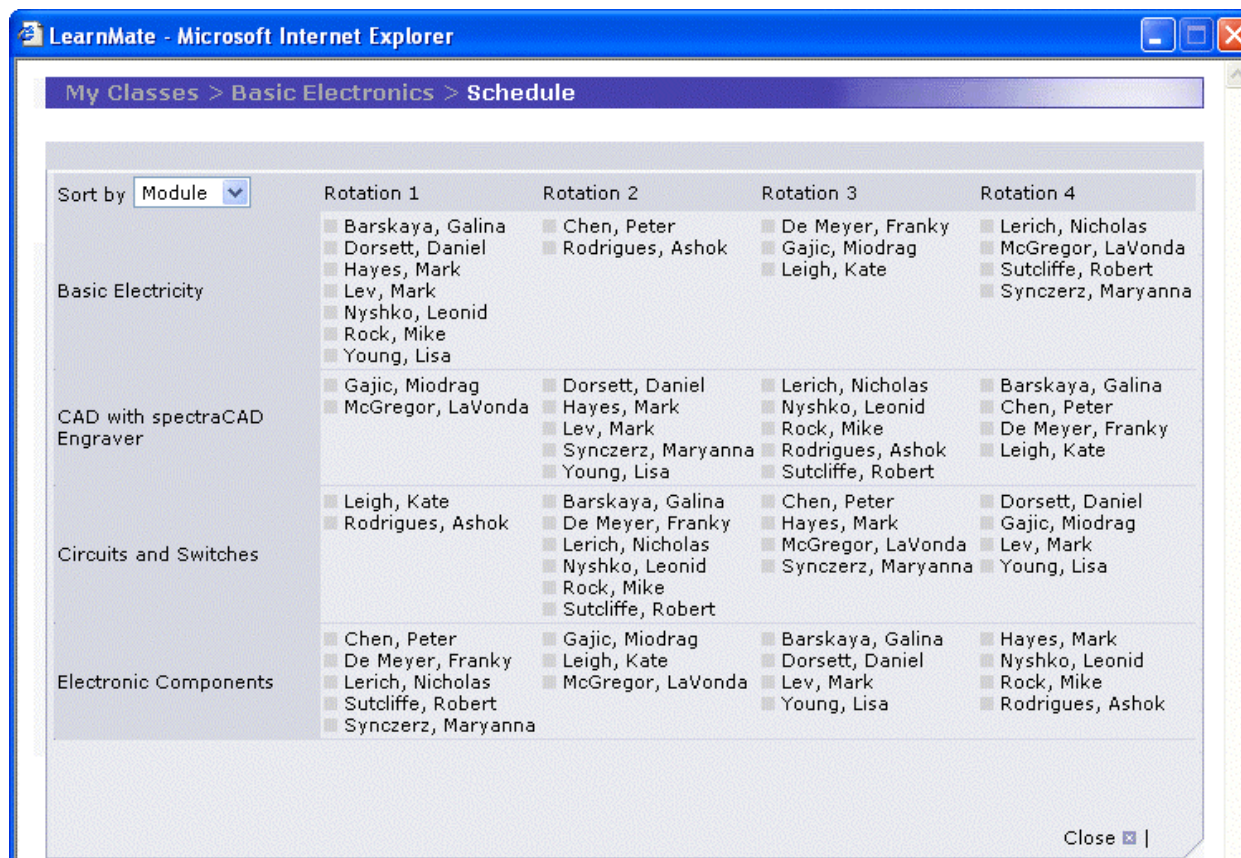 LearnMate - Microsoft Internet Explorer
My Classes > Basic Electronics > Schedule
Sort by Module Rotation 1 Rotation 2 Rotation 3 Rotation 4
Basic Electricity
Barskaya, Galina
Dorsett, Daniel
Hayes, Mark
Lev, Mark
Nyshko, Leonid
Rock, Mike
Young, Lisa
Chen, Peter
Rodrigues, Ashok
De Meyer, Franky
Gajic, Miodrag
Leigh, Kate
Lerich, Nicholas
McGregor, LaVonda
Sutcliffe, Robert
Synczerz, Maryanna
CAD with spectraCAD
Engraver
Gajic, Miodrag
McGregor, LaVonda
Dorsett, Daniel
Hayes, Mark
Lev, Mark
Synczerz, Maryanna
Young, Lisa
Lerich, Nicholas
Nyshko, Leonid
Rock, Mike
Rodrigues, Ashok
Sutcliffe, Robert
Barskaya, Galina
Chen, Peter
De Meyer, Franky
Leigh, Kate
Circuits and Switches
Leigh, Kate
Rodrigues, Ashok
Barskaya, Galina
De Meyer, Franky
Lerich, Nicholas
Nyshko, Leonid
Rock, Mike
Sutcliffe, Robert
Chen, Peter
Hayes, Mark
McGregor, LaVonda
Synczerz, Maryanna
Dorsett, Daniel
Gajic, Miodrag
Lev, Mark
Young, Lisa
Electronic Components
Chen, Peter
De Meyer, Franky
Lerich, Nicholas
Sutcliffe, Robert
Synczerz, Maryanna
Gajic, Miodrag
Leigh, Kate
McGregor, LaVonda
Barskaya, Galina
Dorsett, Daniel
Lev, Mark
Young, Lisa
Hayes, Mark
Nyshko, Leonid
Rock, Mike
Rodrigues, Ashok
Close |